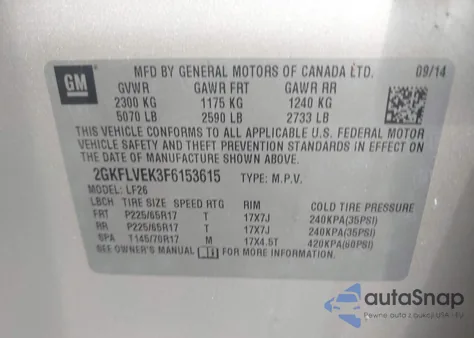 GM
MFD BY GENERAL MOTORS OF CANADA LTD. 09/14
GVWR GAWR FRT GAWR RR
2300 KG 1175 KG 1240 KG
5070 LB 2590 LB 2733 LB
THIS VEHICLE CONFORMS TO ALL APPLICABLE U.S. FEDERAL MOTOR
VEHICLE SAFETY AND THEFT PREVENTION STANDARDS IN EFFECT ON
THE DATE OF MANUFACTURE SHOWN ABOVE.
2GKFLVEK3F6153615 TYPE: M.P.V.
MODEL: LF26
LBCH TIRE SIZE SPEED RTG RIM COLD TIRE PRESSURE
FRT P225/65R17 T 17X7J 240KPA(35PSI)
RR P225/65R17 T 17X7J 240KPA(35PSI)
SPA T145/70R17 M 17X4.5T 420KPA(60PSI)
SEE OWNER'S MANUAL FOR MORE INFORMATION.
autoSnap
Pewne auto z aukcji USA